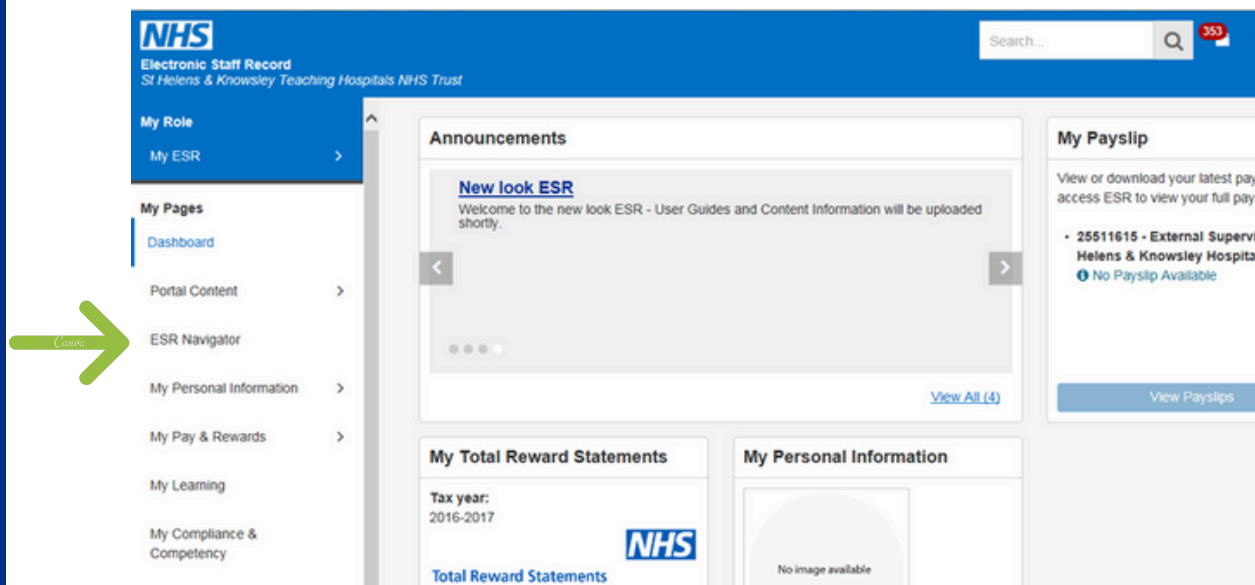 NHS
Electronic Staff Record
St Helens & Knowsley Teaching Hospitals NHS Trust
Search...
353
My Role
My ESR
My Pages
Dashboard
Portal Content
ESR Navigator
My Personal Information
My Pay & Rewards
My Learning
My Compliance &
Competency
Canva
Announcements
New look ESR
Welcome to the new look ESR - User Guides and Content Information will be uploaded
shortly.
View All (4)
My Payslip
View or download your latest pay
access ESR to view your full pay
25511615 - External Supervi
Helens & Knowsley Hospita
No Payslip Available
View Payslips
My Total Reward Statements
Tax year:
2016-2017
NHS
Total Reward Statements
My Personal Information
No image available